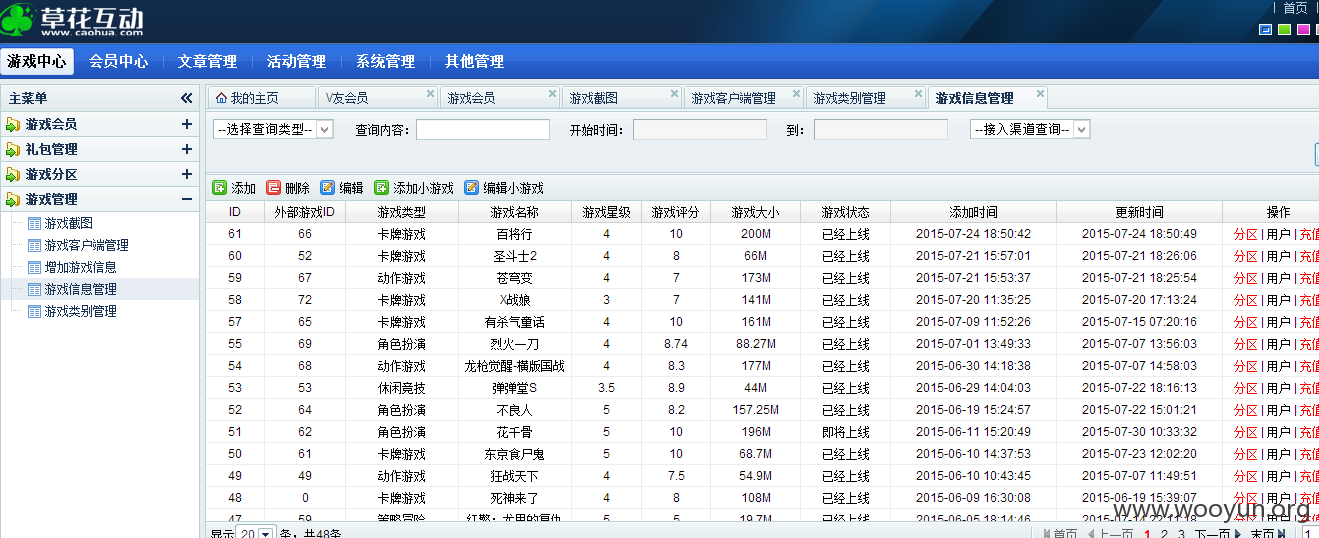 草花互动
www.caohua.com
首页
游戏中心 会员中心 文章管理 活动管理 系统管理 其他管理
主菜单
游戏会员
礼包管理
游戏分区
游戏管理
游戏截图
游戏客户端管理
增加游戏信息
游戏信息管理
游戏类别管理
我的主页 V友会员 游戏会员 游戏截图 游戏客户端管理 游戏类别管理 游戏信息管理
--选择查询类型-- 查询内容: 开始时间: 到: --接入渠道查询--
添加 删除 编辑 添加小游戏 编辑小游戏
ID 外部游戏ID 游戏类型 游戏名称 游戏星级 游戏评分 游戏大小 游戏状态 添加时间 更新时间 操作
61 66 卡牌游戏 百将行 4 10 200M 已经上线 2015-07-24 18:50:42 2015-07-24 18:50:49 分区 | 用户 | 充值
60 52 卡牌游戏 圣斗士2 4 8 66M 已经上线 2015-07-21 15:57:01 2015-07-21 18:26:06 分区 | 用户 | 充值
59 67 动作游戏 苍穹变 4 7 173M 已经上线 2015-07-21 15:53:37 2015-07-21 18:25:54 分区 | 用户 | 充值
58 72 卡牌游戏 X战娘 3 7 141M 已经上线 2015-07-20 11:35:25 2015-07-20 17:13:24 分区 | 用户 | 充值
57 65 卡牌游戏 有杀气童话 4 10 161M 已经上线 2015-07-09 11:52:26 2015-07-15 07:20:16 分区 | 用户 | 充值
55 69 角色扮演 烈火一刀 4 8.74 88.27M 已经上线 2015-07-01 13:49:33 2015-07-07 13:56:03 分区 | 用户 | 充值
54 68 动作游戏 龙枪觉醒-横版国战 4 8.3 177M 已经上线 2015-06-30 14:18:38 2015-07-07 14:58:03 分区 | 用户 | 充值
53 53 休闲竞技 弹弹堂S 3.5 8.9 44M 已经上线 2015-06-29 14:04:03 2015-07-22 18:16:13 分区 | 用户 | 充值
52 64 角色扮演 不良人 5 8.2 157.25M 已经上线 2015-06-19 15:24:57 2015-07-22 15:01:21 分区 | 用户 | 充值
51 62 角色扮演 花千骨 5 10 196M 即将上线 2015-06-11 15:20:49 2015-07-30 10:33:32 分区 | 用户 | 充值
50 61 卡牌游戏 东京食尸鬼 5 10 68.7M 已经上线 2015-06-10 14:37:53 2015-07-23 12:02:20 分区 | 用户 | 充值
49 49 动作游戏 狂战天下 4 7.5 54.9M 已经上线 2015-06-10 10:43:45 2015-07-07 11:49:51 分区 | 用户 | 充值
48 0 卡牌游戏 死神来了 4 8 108M 已经上线 2015-06-09 16:30:08 2015-06-19 15:39:07 分区 | 用户 | 充值
47 59 策略冒险 红警：尤里的复仇 5 5 19.7M 已经上线 2015-06-05 18:14:46 2015-07-14 22:11:18
显示 20 条，共48条 首页 上一页 1 2 3 下一页 末页 1
www.wooyun.org